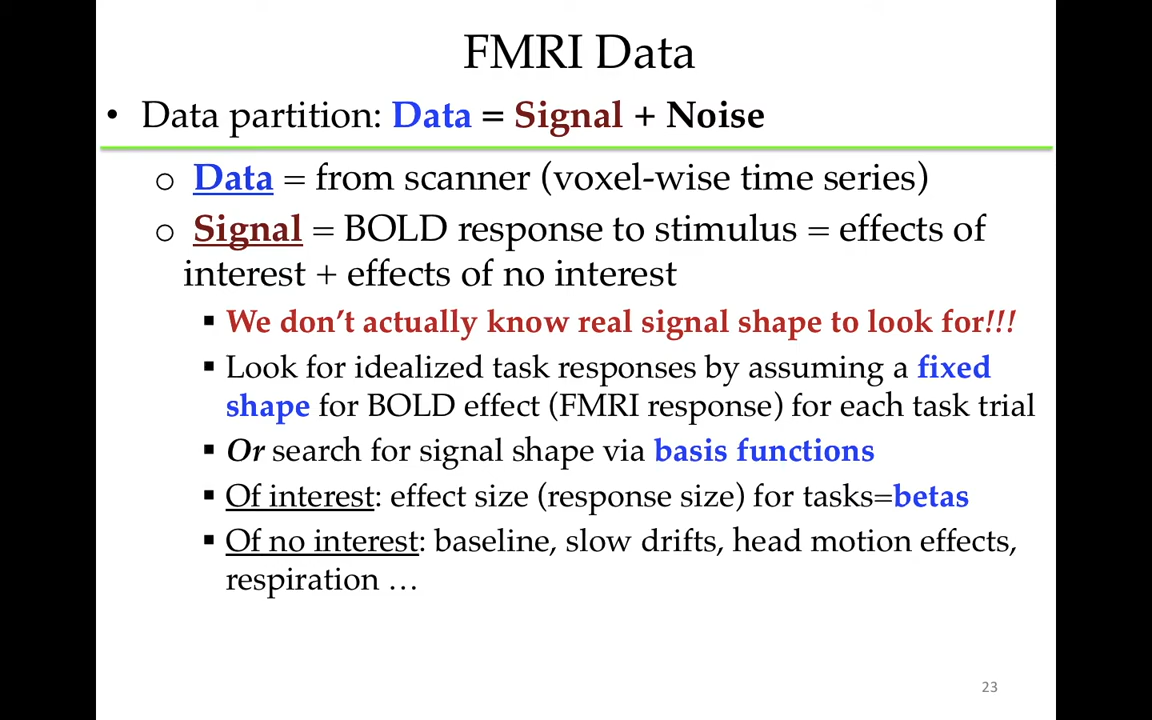 FMRI Data
• Data partition: Data = Signal + Noise
o Data = from scanner (voxel-wise time series)
o Signal = BOLD response to stimulus = effects of
interest + effects of no interest
▪ We don’t actually know real signal shape to look for!!!
▪ Look for idealized task responses by assuming a fixed
shape for BOLD effect (FMRI response) for each task trial
▪ Or search for signal shape via basis functions
▪ Of interest: effect size (response size) for tasks=betas
▪ Of no interest: baseline, slow drifts, head motion effects,
respiration …
23